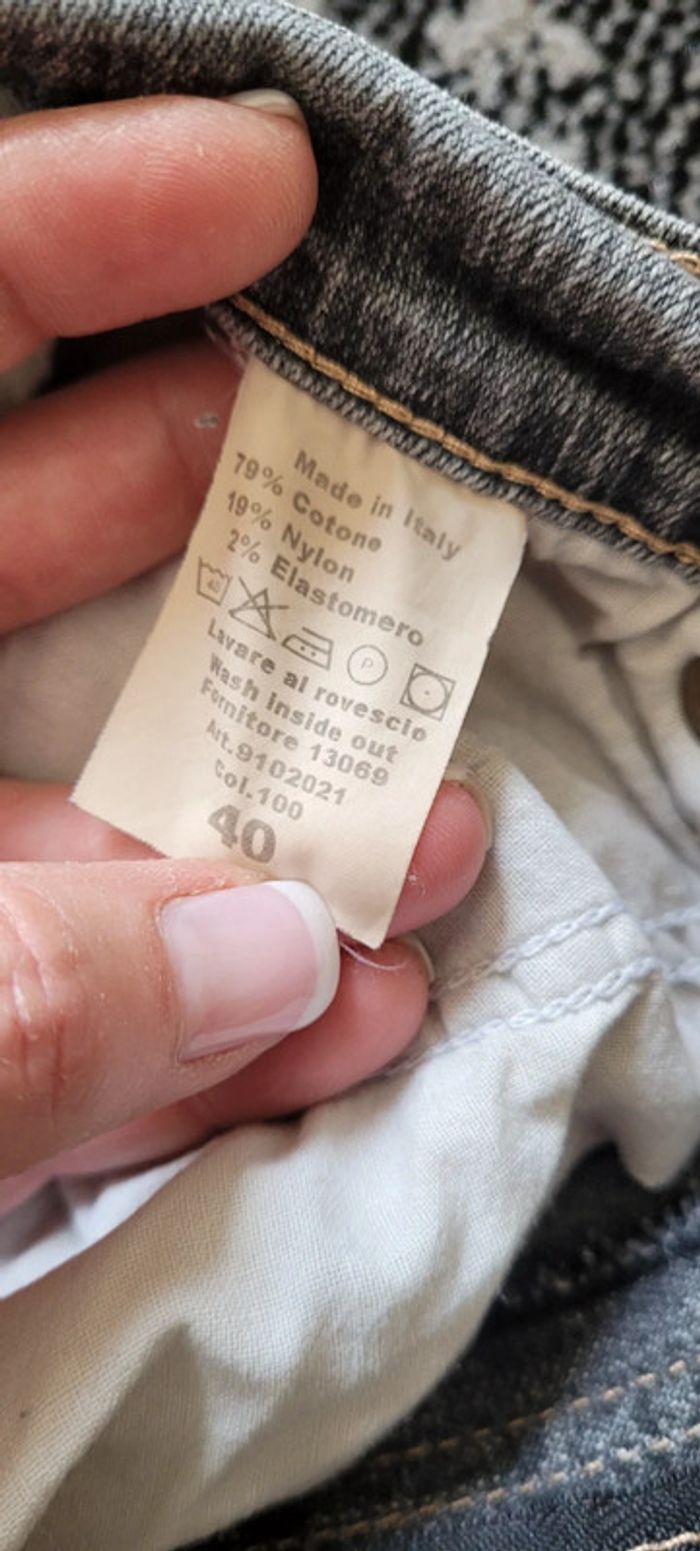 Made in Italy
79% Cotone
19% Nylon
2% Elastomero
40 P
Lavare al rovescio
Wash inside out
Fornitore 13069
Art.9102021
Col.100
40